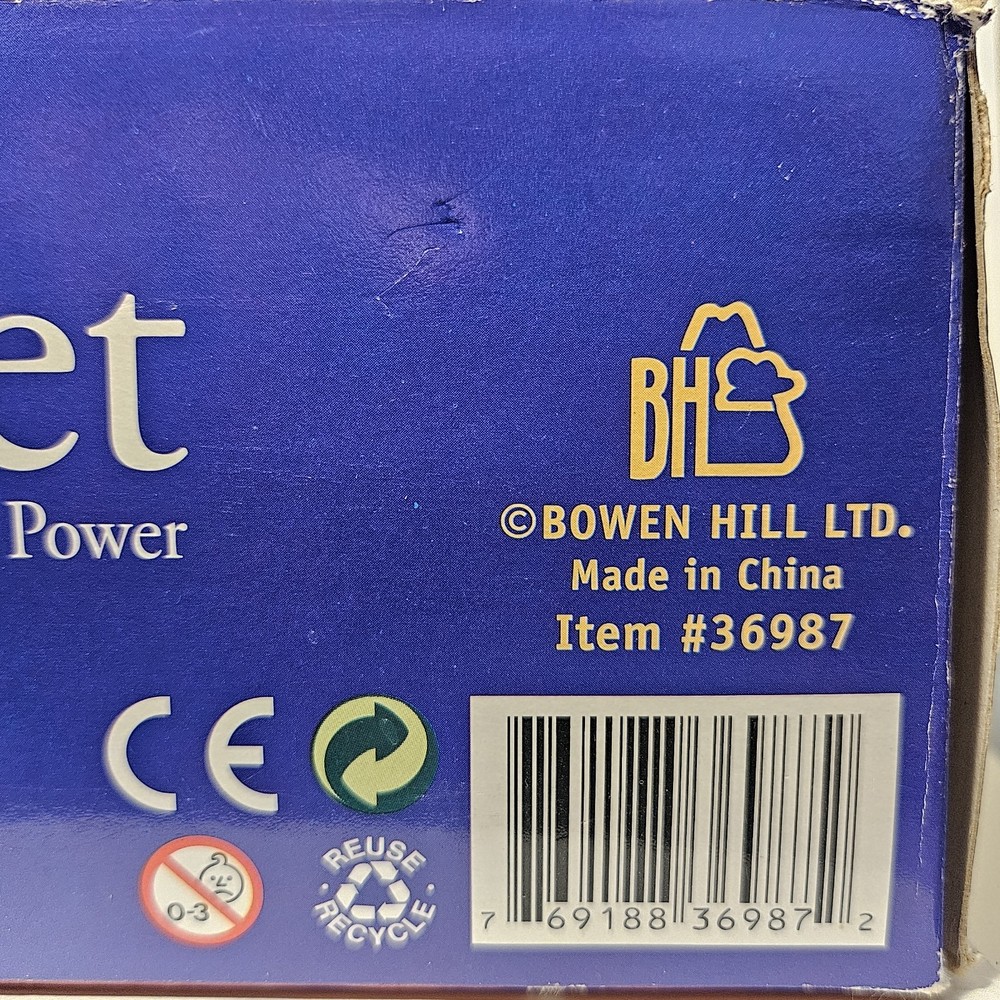 et
Power
BH
©BOWEN HILL LTD.
Made in China
Item #36987
CE
0-3
REUSE
RECYCLE
7 69188 36987 2